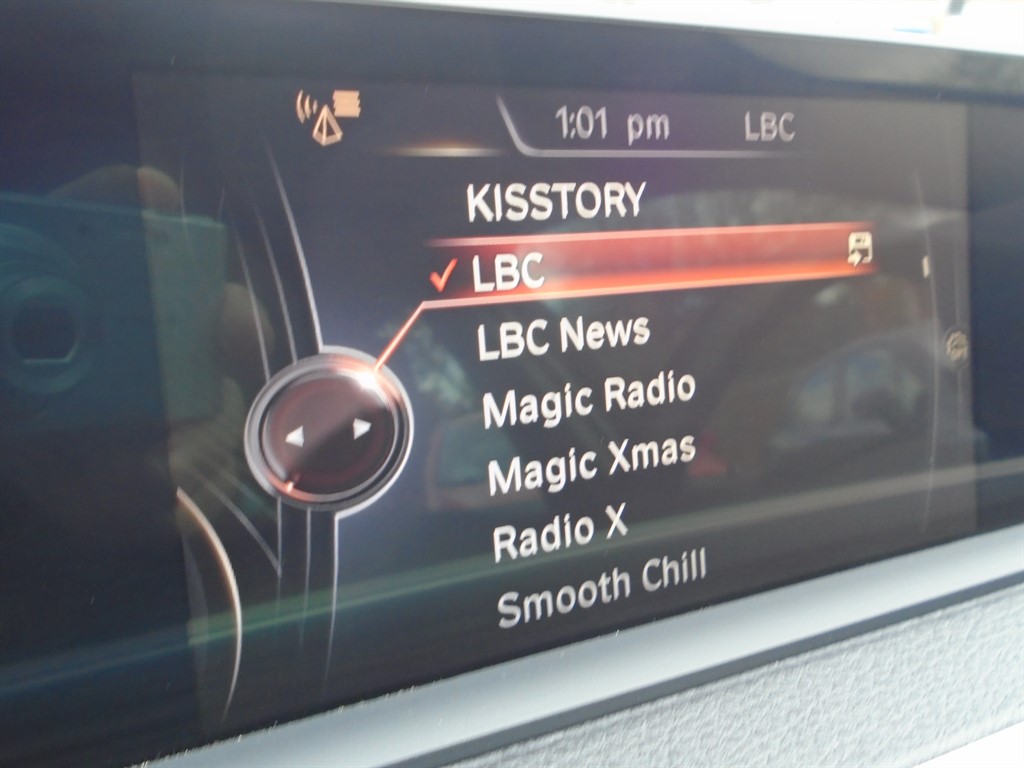 1:01 pm LBC
KISSTORY
LBC
LBC News
Magic Radio
Magic Xmas
Radio X
Smooth Chill